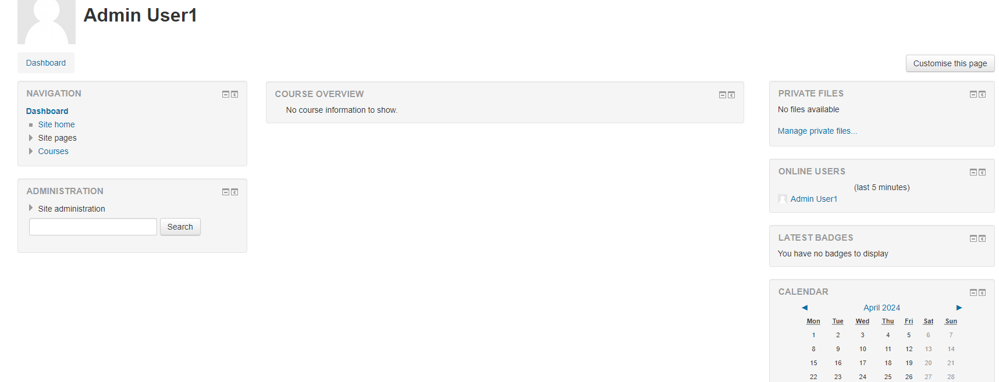 Admin User1
Dashboard
Customise this page
NAVIGATION
Dashboard
Site home
Site pages
Courses
ADMINISTRATION
Site administration
Search
COURSE OVERVIEW
No course information to show.
PRIVATE FILES
No files available
Manage private files...
ONLINE USERS
(last 5 minutes)
Admin User1
LATEST BADGES
You have no badges to display
CALENDAR
◀ April 2024 ▶
Mon Tue Wed Thu Fri Sat Sun
1 2 3 4 5 6 7
8 9 10 11 12 13 14
15 16 17 18 19 20 21
22 23 24 25 26 27 28